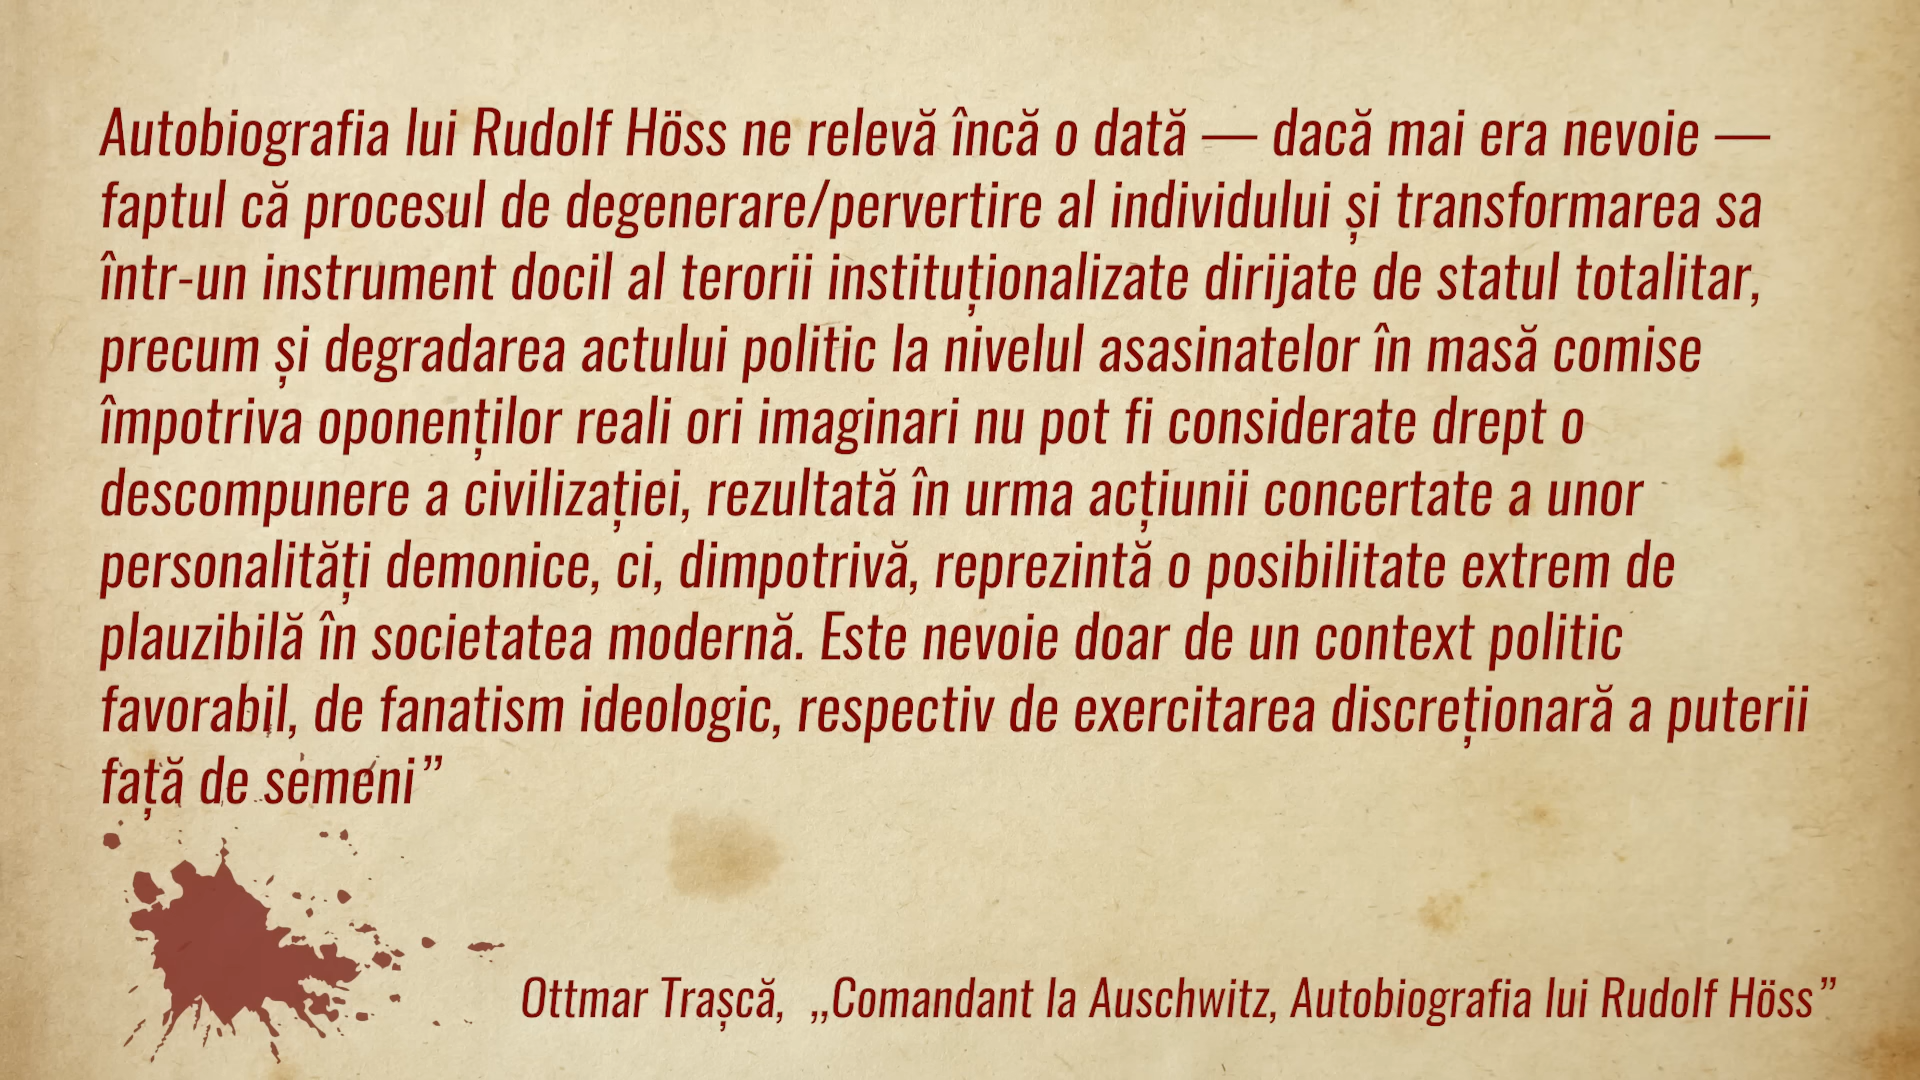 Autobiografia lui Rudolf Höss ne relevă încă o dată — dacă mai era nevoie —
faptul că procesul de degenerare/pervertire al individului și transformarea sa
într-un instrument docil al terorii instituționalizate dirijate de statul totalitar,
precum și degradarea actului politic la nivelul asasinatelor în masă comise
împotriva oponenților reali ori imaginari nu pot fi considerate drept o
descompunere a civilizației, rezultată în urma acțiunii concertate a unor
personalități demonice, ci, dimpotrivă, reprezintă o posibilitate extrem de
plauzibilă în societatea modernă. Este nevoie doar de un context politic
favorabil, de fanatism ideologic, respectiv de exercitarea discreționară a puterii
față de semeni”
Ottmar Trașcă, „Comandant la Auschwitz, Autobiografia lui Rudolf Höss”